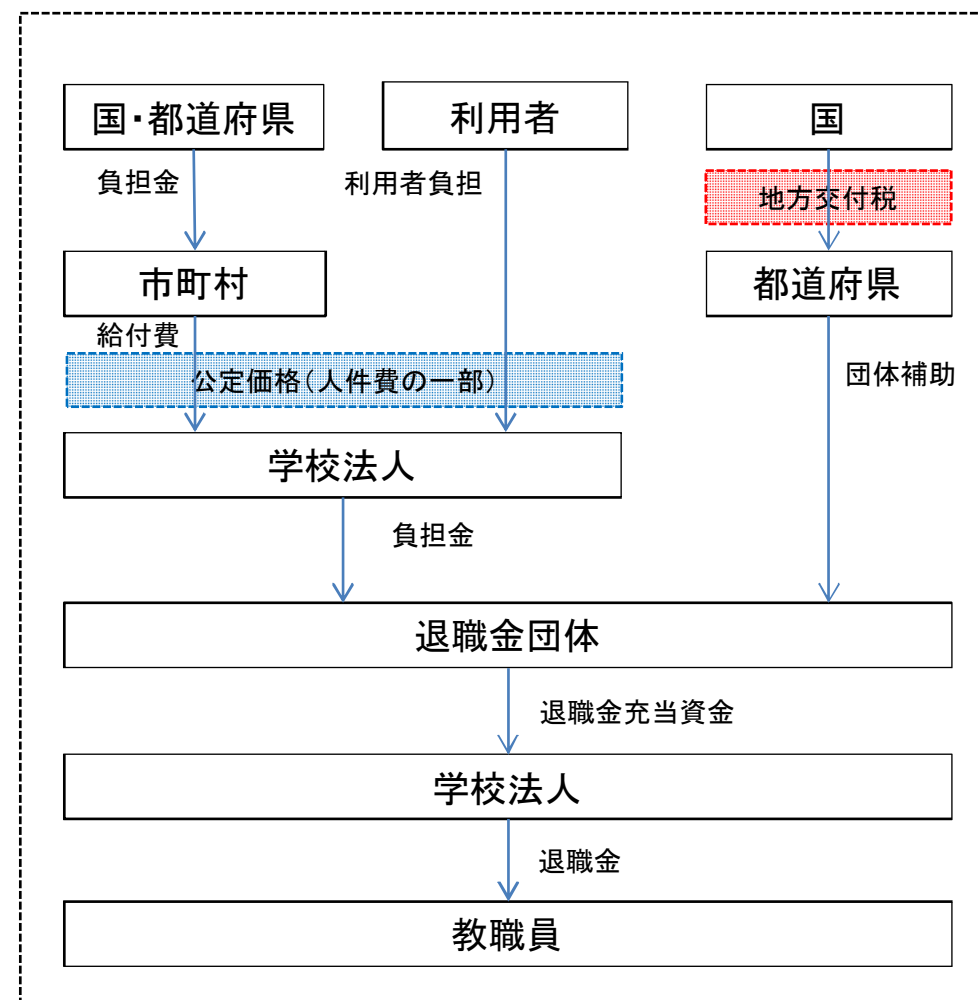 国・都道府県
利用者
国
負担金
利用者負担
地方交付税
市町村
都道府県
給付費
公定価格（人件費の一部）
団体補助
学校法人
負担金
退職金団体
退職金充当資金
学校法人
退職金
教職員